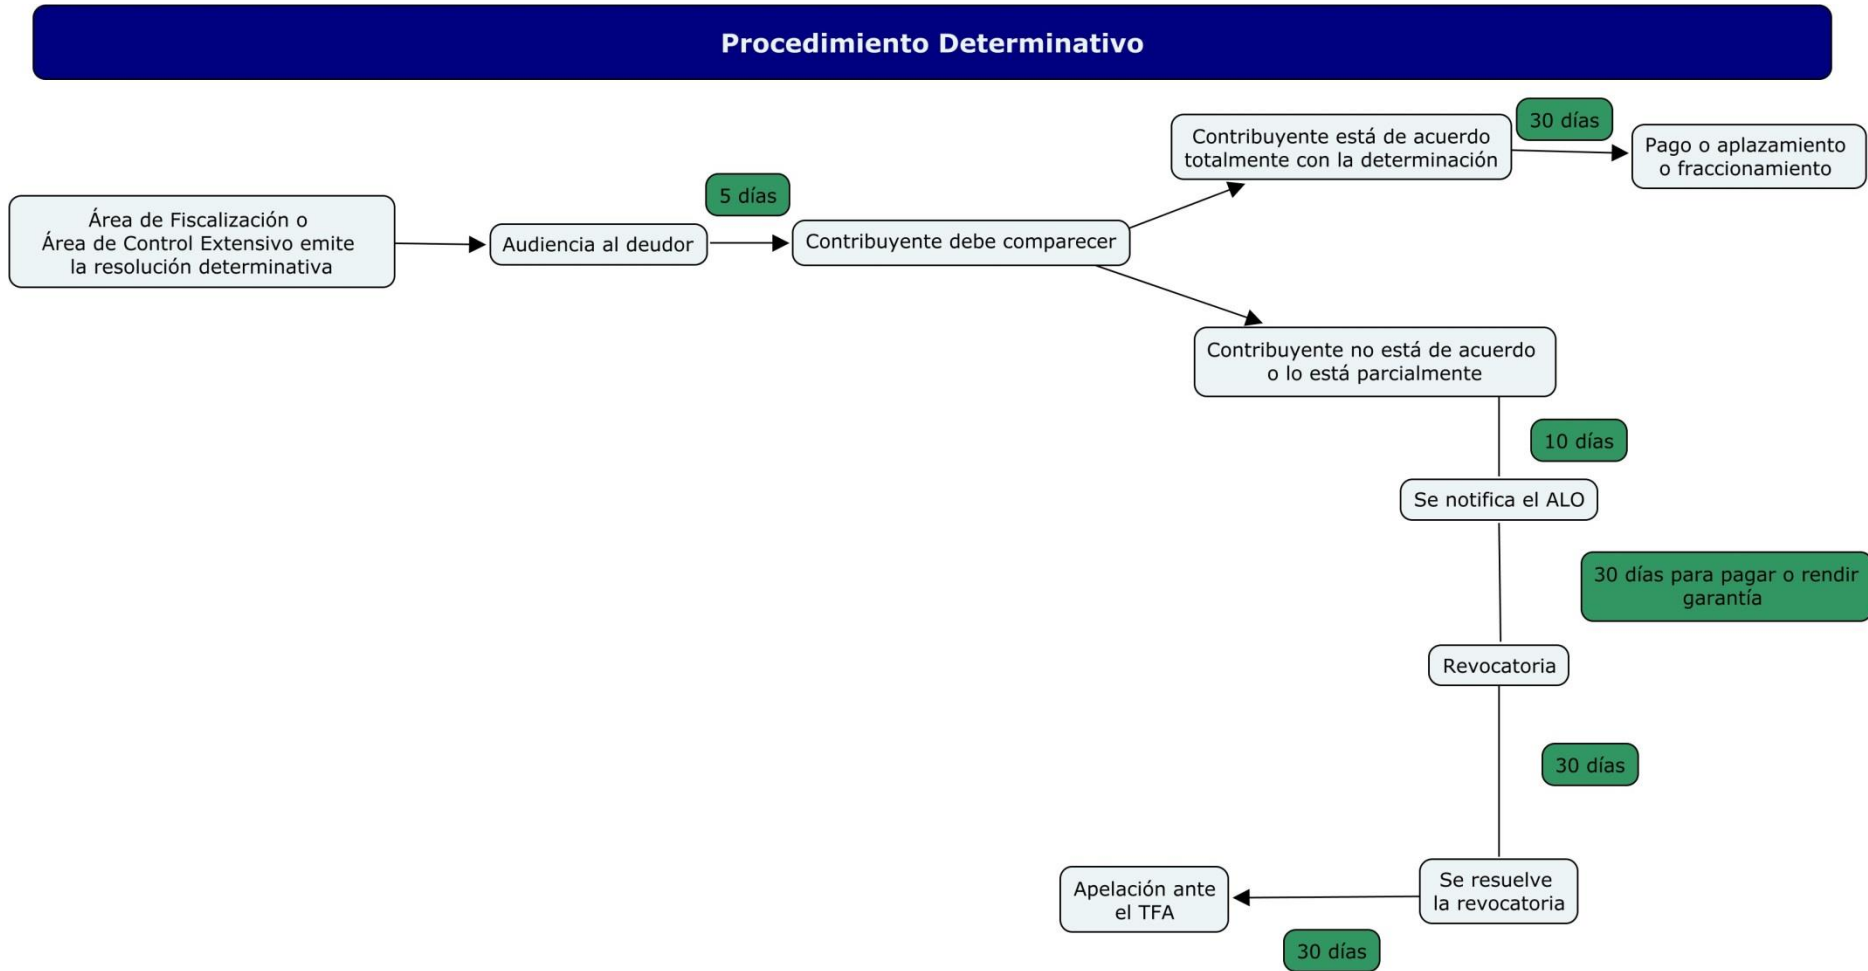 Procedimiento Determinativo
Área de Fiscalización o
Área de Control Extensivo emite
la resolución determinativa
Audiencia al deudor
5 días
Contribuyente debe comparecer
Contribuyente está de acuerdo
totalmente con la determinación
30 días
Pago o aplazamiento
o fraccionamiento
Contribuyente no está de acuerdo
o lo está parcialmente
10 días
Se notifica el ALO
30 días para pagar o rendir
garantía
Revocatoria
30 días
Se resuelve
la revocatoria
30 días
Apelación ante
el TFA